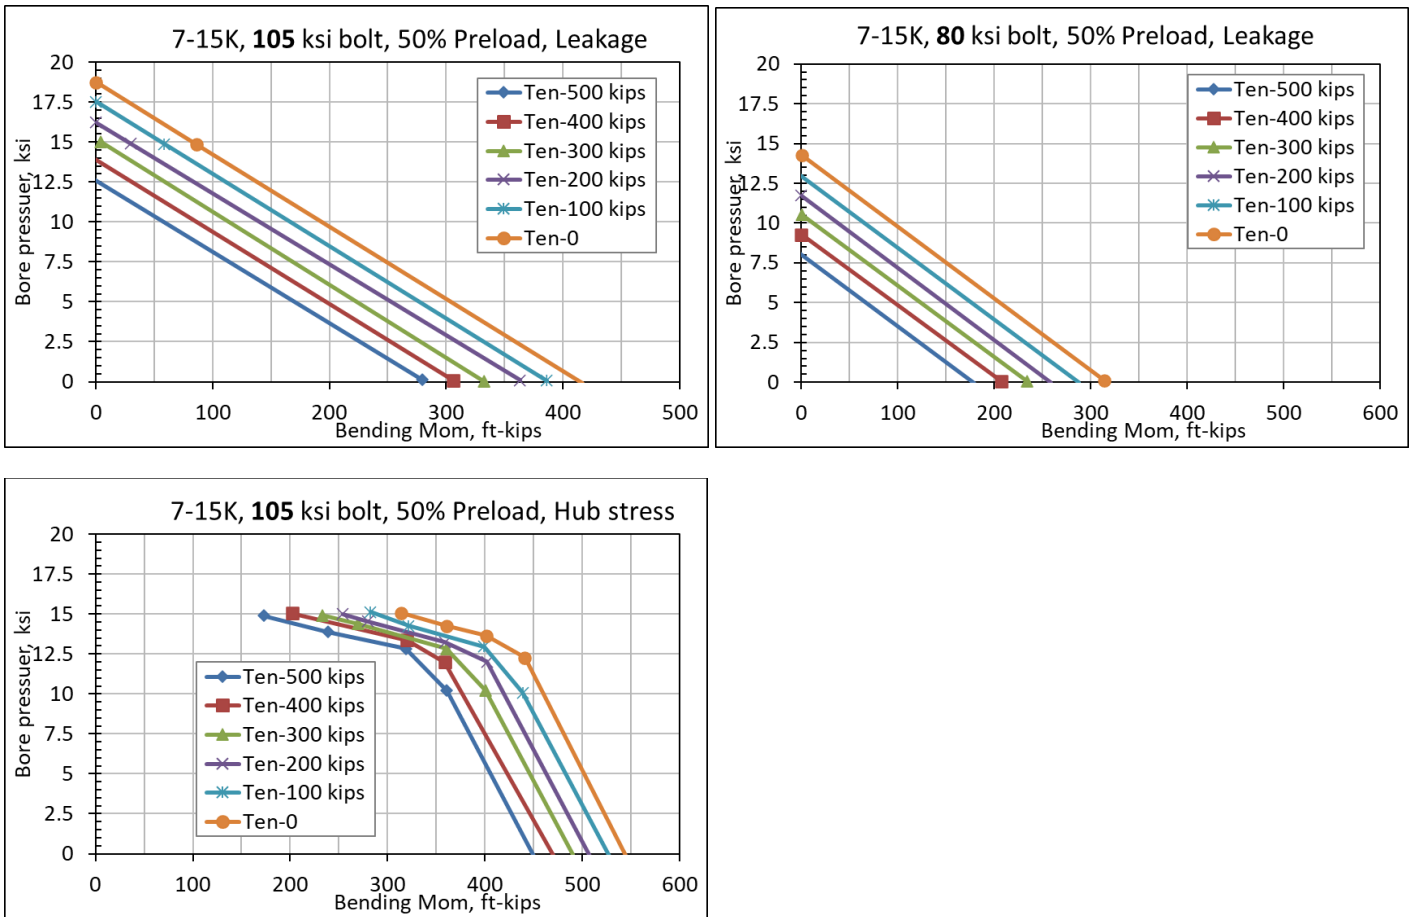 7-15K, 105 ksi bolt, 50% Preload, Leakage
20
17.5
15
12.5
10
7.5
5
2.5
0
Bore pressuer, ksi
Ten-500 kips
Ten-400 kips
Ten-300 kips
Ten-200 kips
Ten-100 kips
Ten-0
0 100 200 300 400 500
Bending Mom, ft-kips
7-15K, 80 ksi bolt, 50% Preload, Leakage
20
17.5
15
12.5
10
7.5
5
2.5
0
Bore pressuer, ksi
Ten-500 kips
Ten-400 kips
Ten-300 kips
Ten-200 kips
Ten-100 kips
Ten-0
0 100 200 300 400 500 600
Bending Mom, ft-kips
7-15K, 105 ksi bolt, 50% Preload, Hub stress
20
17.5
15
12.5
10
7.5
5
2.5
0
Bore pressuer, ksi
Ten-500 kips
Ten-400 kips
Ten-300 kips
Ten-200 kips
Ten-100 kips
Ten-0
0 100 200 300 400 500 600
Bending Mom, ft-kips